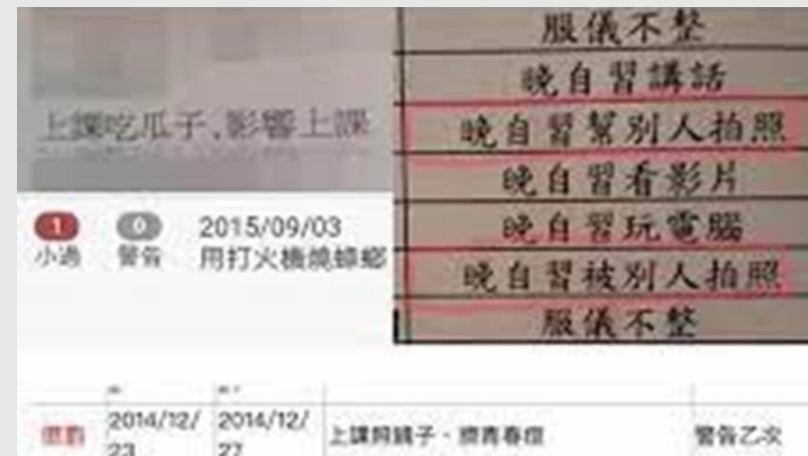 上課吃瓜子,影響上課
1 0 2015/09/03
小過 警告 用打火機燒蟑螂
服儀不整
晚自習講話
晚自習幫別人拍照
晚自習看影片
晚自習玩電腦
晚自習被別人拍照
服儀不整
懲罰 2014/12/23 2014/12/27 上課照鏡子、擠青春痘 警告乙次